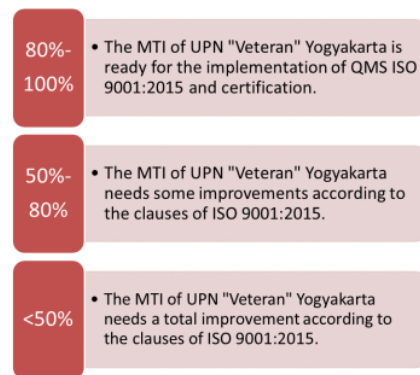 80%-
100%
• The MTI of UPN "Veteran" Yogyakarta is
ready for the implementation of QMS ISO
9001:2015 and certification.
50%-
80%
• The MTI of UPN "Veteran" Yogyakarta
needs some improvements according to
the clauses of ISO 9001:2015.
<50%
• The MTI of UPN "Veteran" Yogyakarta
needs a total improvement according to
the clauses of ISO 9001:2015.